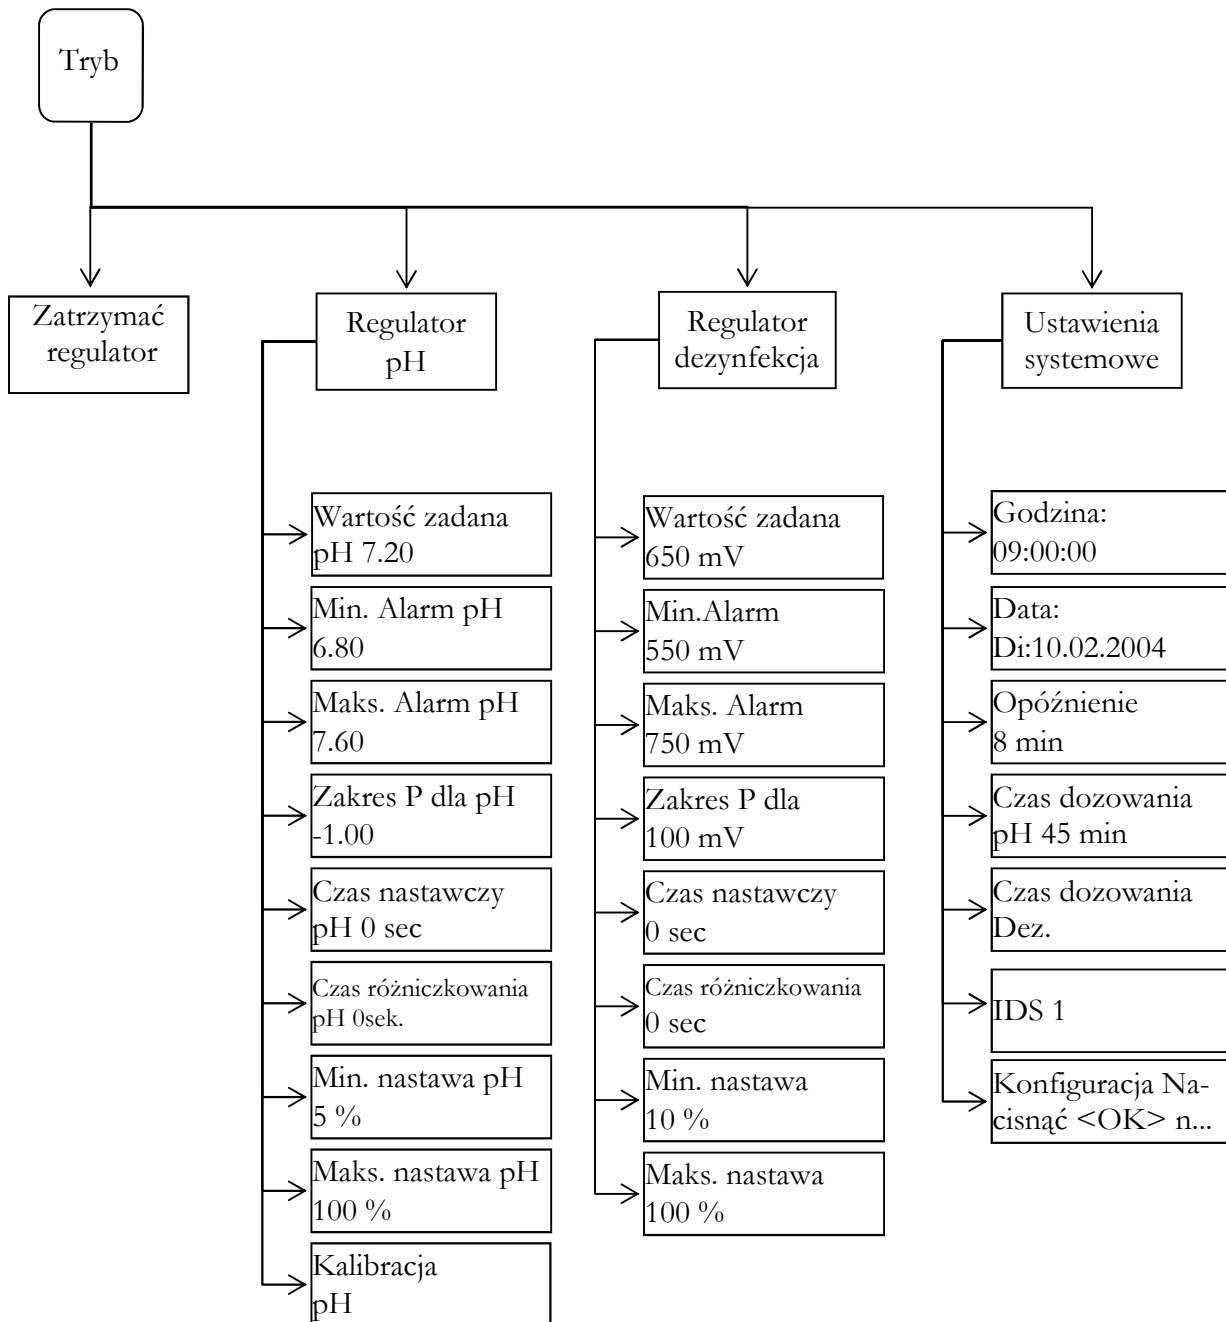 Tryb
Zatrzymać
regulator
Regulator
pH
Regulator
dezynfekcja
Ustawienia
systemowe
Wartość zadana
pH 7.20
Min. Alarm pH
6.80
Maks. Alarm pH
7.60
Zakres P dla pH
-1.00
Czas nastawczy
pH 0 sec
Czas różniczkowania
pH 0sek.
Min. nastawa pH
5 %
Maks. nastawa pH
100 %
Kalibracja
pH
Wartość zadana
650 mV
Min.Alarm
550 mV
Maks. Alarm
750 mV
Zakres P dla
100 mV
Czas nastawczy
0 sec
Czas różniczkowania
0 sec
Min. nastawa
10 %
Maks. nastawa
100 %
Godzina:
09:00:00
Data:
Di:10.02.2004
Opóźnienie
8 min
Czas dozowania
pH 45 min
Czas dozowania
Dez.
IDS 1
Konfiguracja Na-
cisnąć <OK> n...